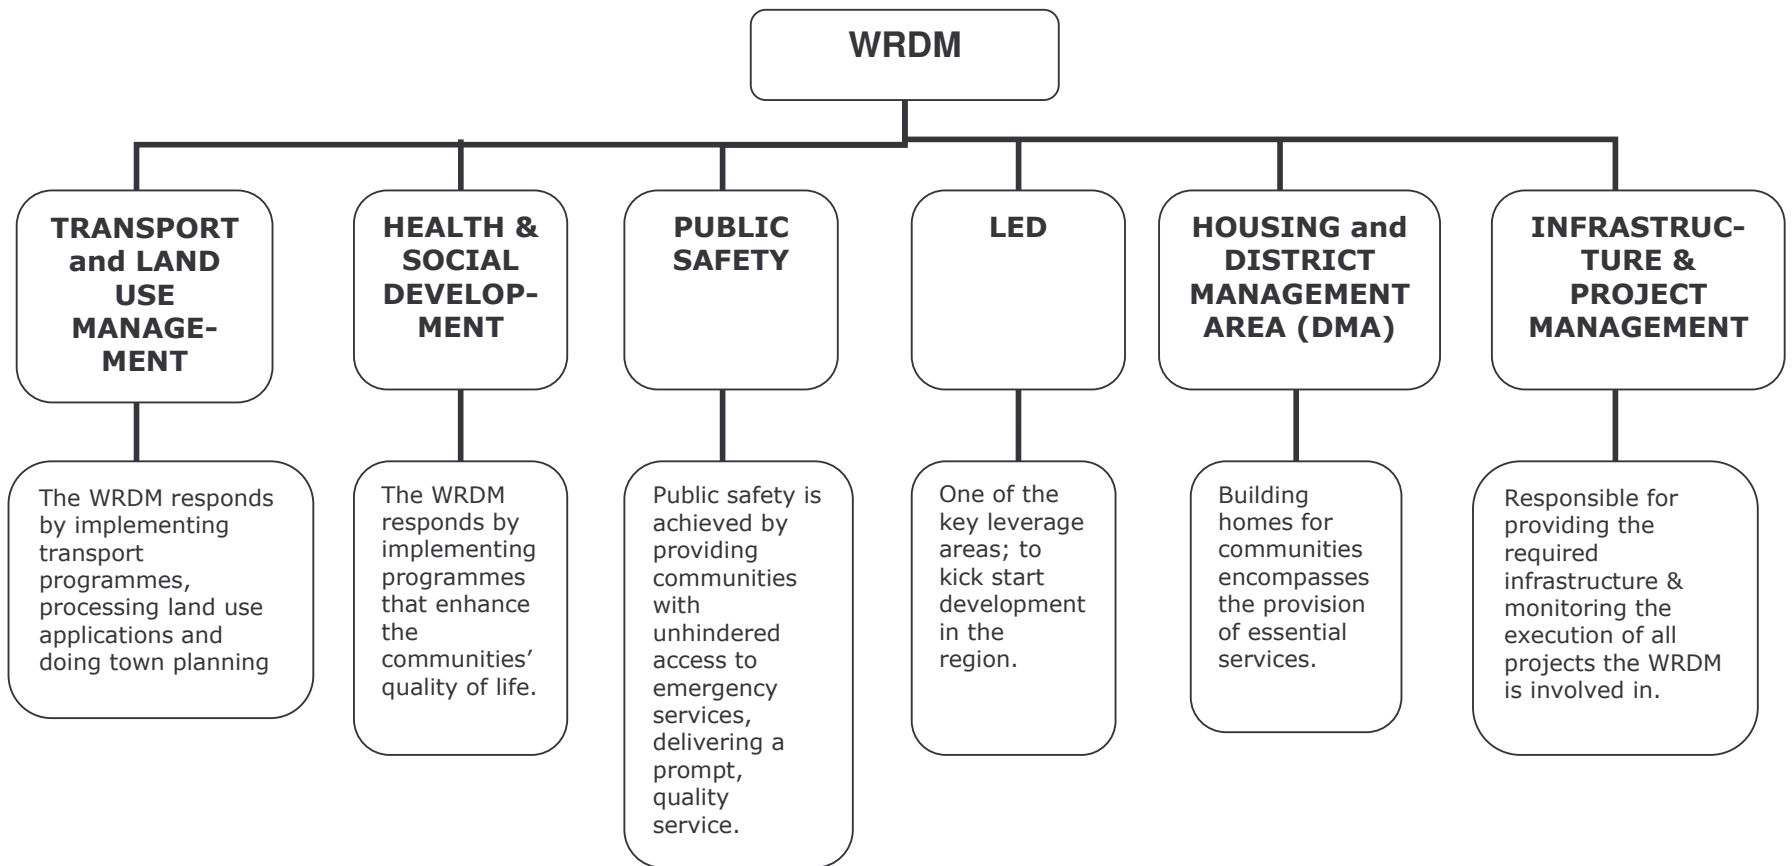 WRDM
TRANSPORT
and LAND
USE
MANAGE-
MENT
HEALTH &
SOCIAL
DEVELOP-
MENT
PUBLIC
SAFETY
LED
HOUSING and
DISTRICT
MANAGEMENT
AREA (DMA)
INFRASTRUC-
TURE &
PROJECT
MANAGEMENT
The WRDM responds
by implementing
transport
programmes,
processing land use
applications and
doing town planning
The WRDM
responds by
implementing
programmes
that enhance
the
communities’
quality of life.
Public safety is
achieved by
providing
communities
with
unhindered
access to
emergency
services,
delivering a
prompt,
quality
service.
One of the
key leverage
areas; to
kick start
development
in the
region.
Building
homes for
communities
encompasses
the provision
of essential
services.
Responsible for
providing the
required
infrastructure &
monitoring the
execution of all
projects the WRDM
is involved in.